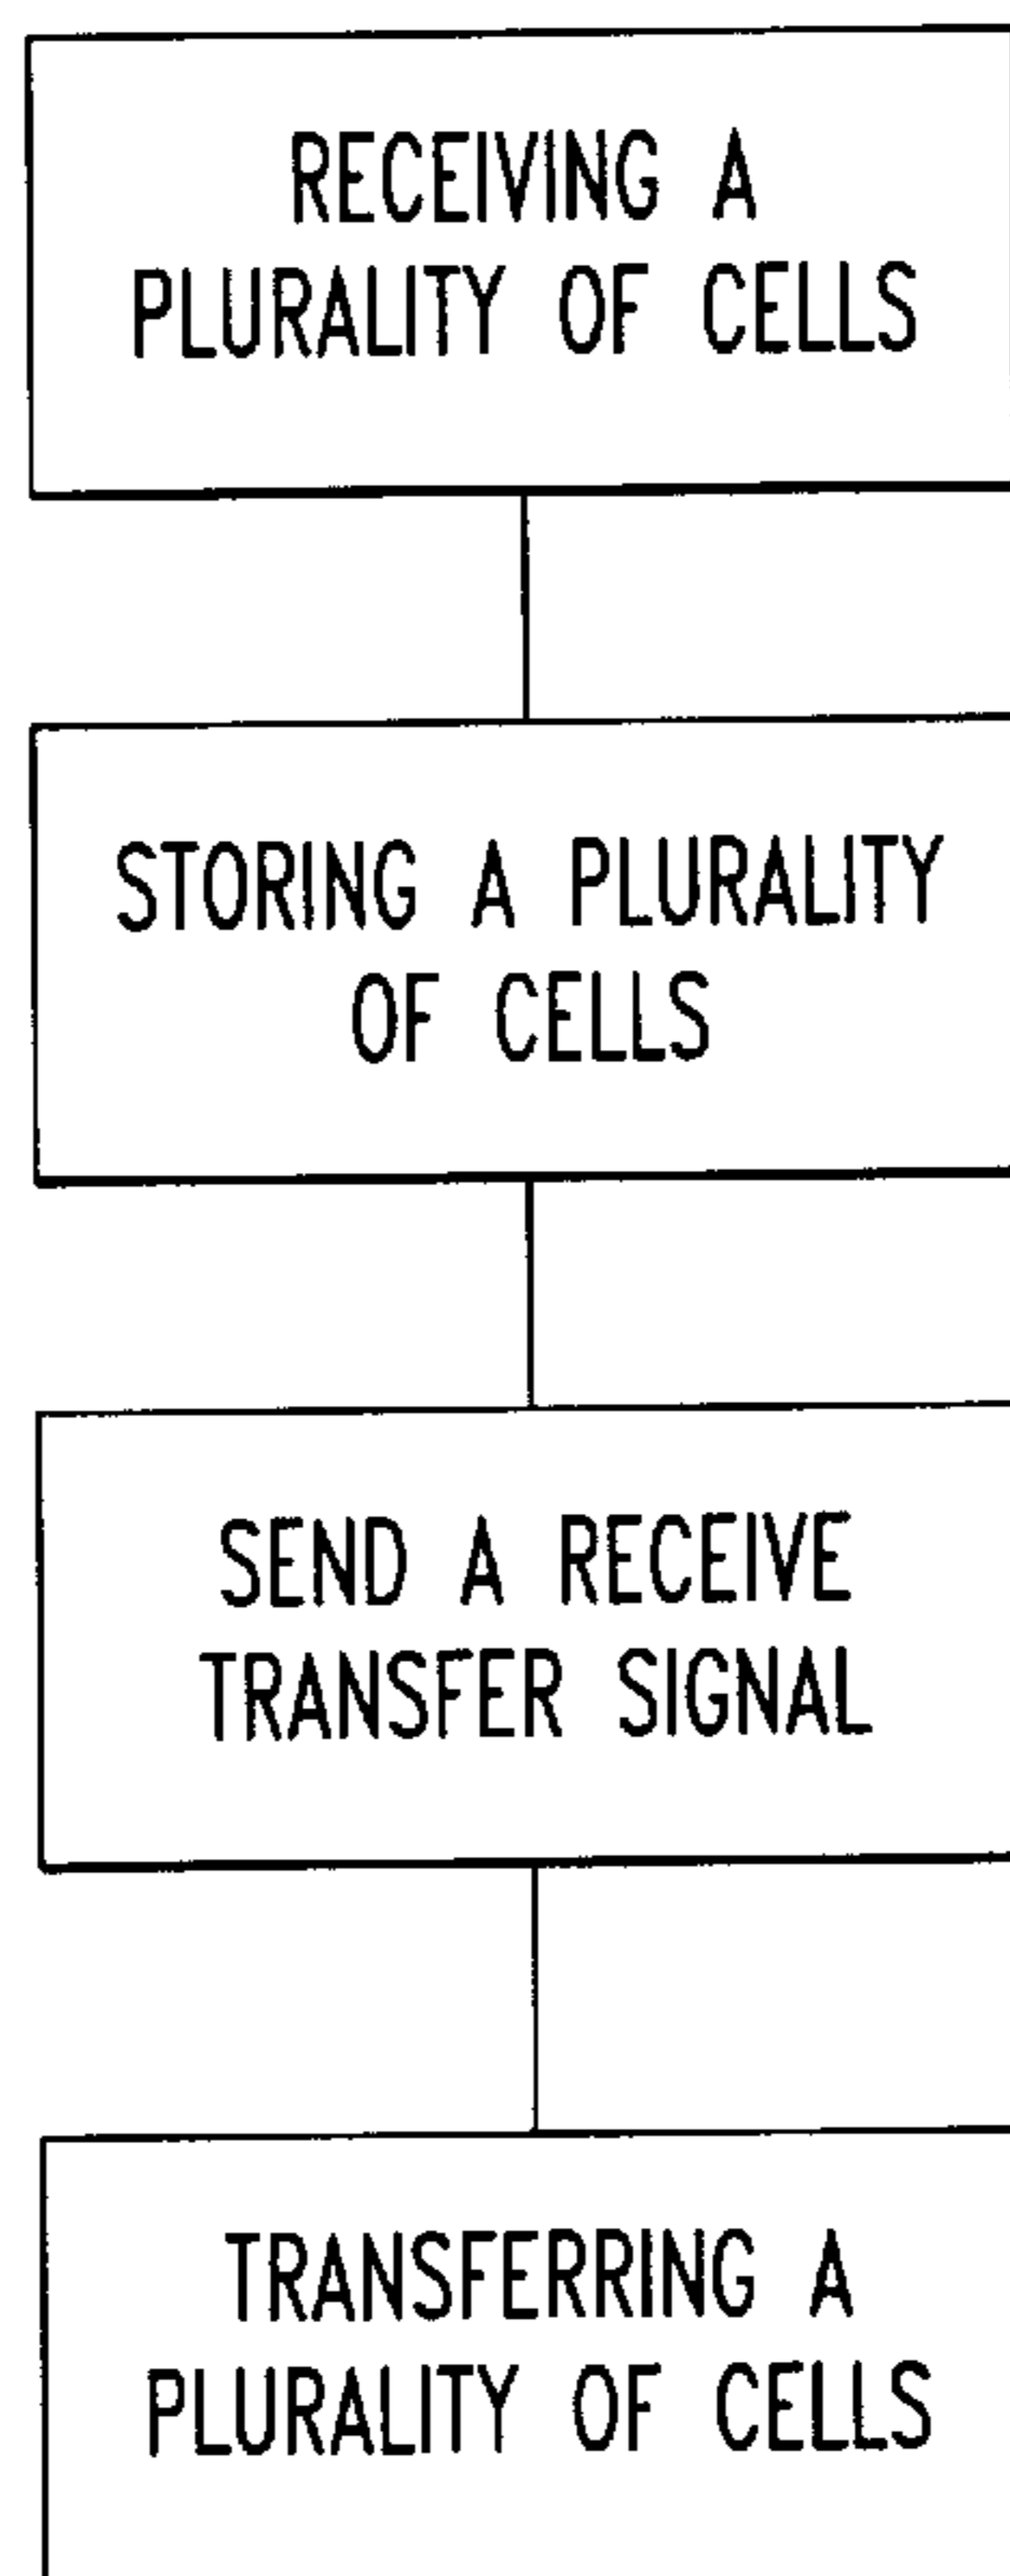 RECEIVING A
PLURALITY OF CELLS
STORING A PLURALITY
OF CELLS
SEND A RECEIVE
TRANSFER SIGNAL
TRANSFERRING A
PLURALITY OF CELLS